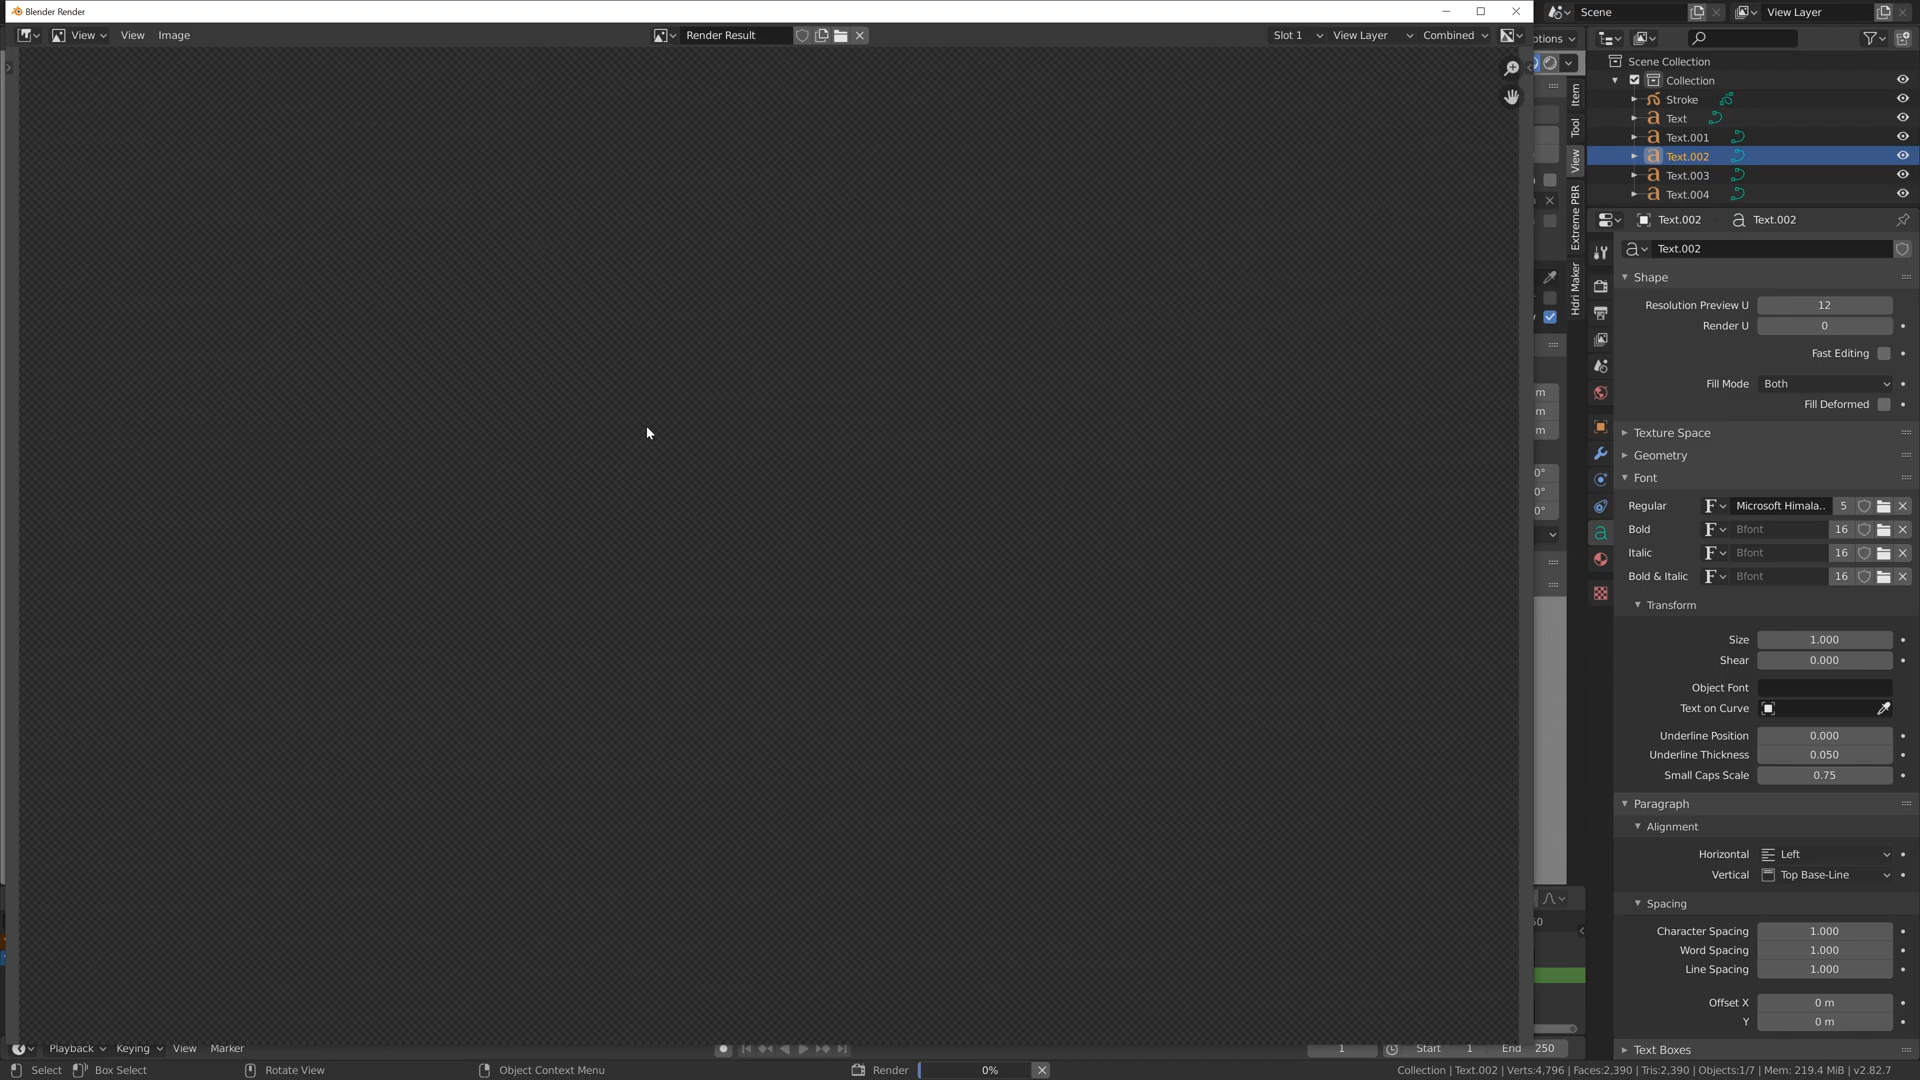 Blender Render
View View Image
Render Result
Slot 1 View Layer Combined
ptions
Scene View Layer
Scene Collection
Collection
Stroke
Text
Text.001
Text.002
Text.003
Text.004
Item
Tool
View
Extreme PBR
Hdri Maker
Text.002 Text.002
Text.002
Shape
Resolution Preview U 12
Render U 0
Fast Editing
Fill Mode Both
Fill Deformed
Texture Space
Geometry
Font
Regular F Microsoft Himala.. 5
Bold F Bfont 16
Italic F Bfont 16
Bold & Italic F Bfont 16
m
m
m
0°
0°
0°
Transform
Size 1.000
Shear 0.000
Object Font
Text on Curve
Underline Position 0.000
Underline Thickness 0.050
Small Caps Scale 0.75
Paragraph
Alignment
Horizontal Left
Vertical Top Base-Line
Spacing
Character Spacing 1.000
Word Spacing 1.000
Line Spacing 1.000
Offset X 0 m
Y 0 m
Text Boxes
Playback Keying View Marker
1 Start 1 End 250
Select Box Select Rotate View Object Context Menu Render 0%
Collection | Text.002 | Verts:4,796 | Faces:2,390 | Tris:2,390 | Objects:1/7 | Mem: 219.4 MiB | v2.82.7